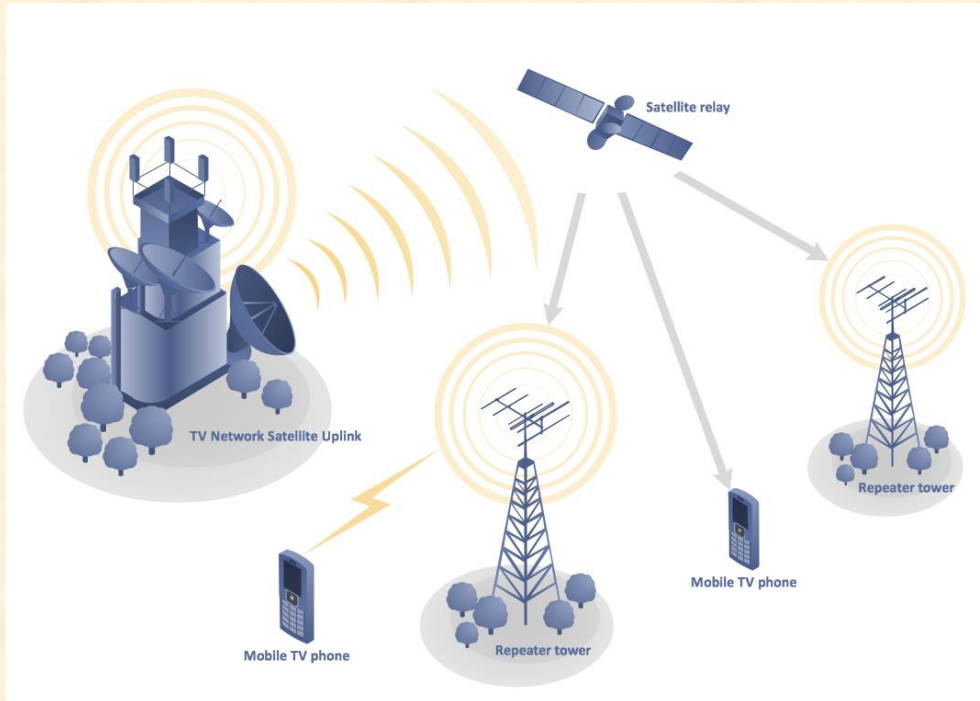 Satellite relay
TV Network Satellite Uplink
Repeater tower
Mobile TV phone
Repeater tower
Mobile TV phone